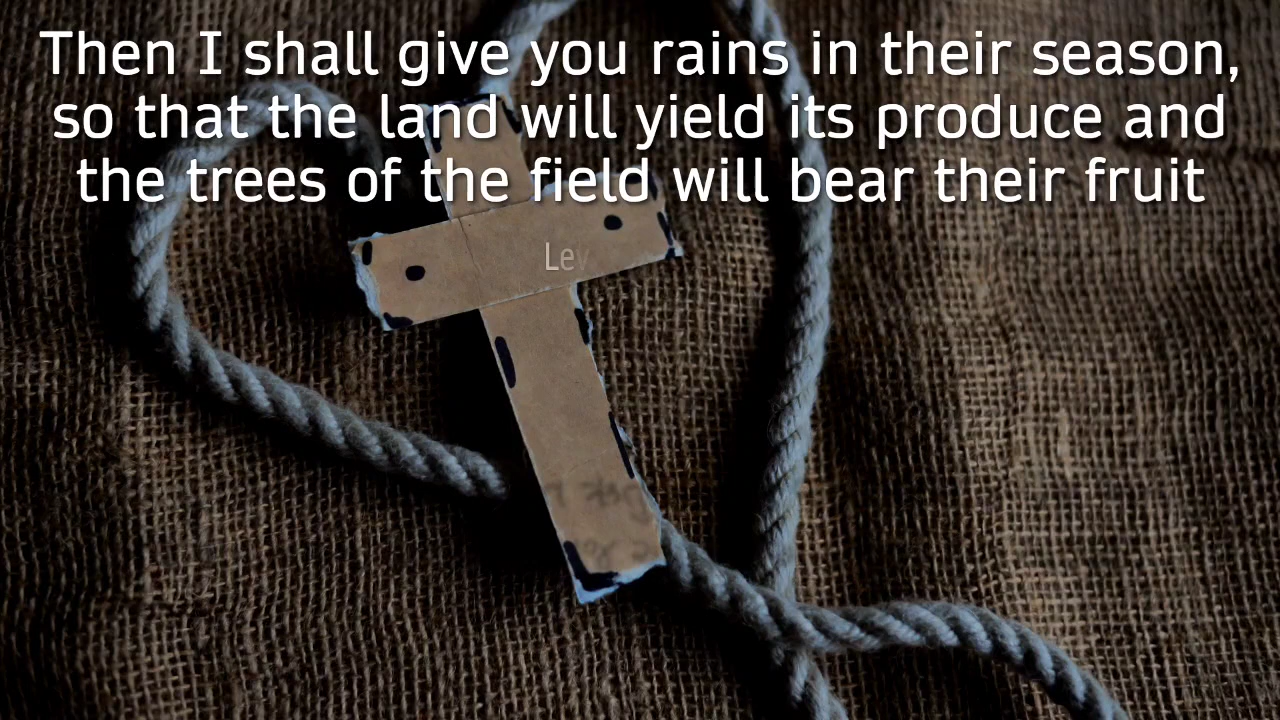 Then I shall give you rains in their season,
so that the land will yield its produce and
the trees of the field will bear their fruit
Lev